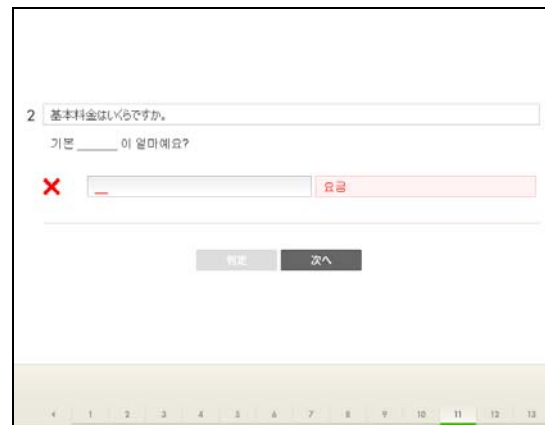 2 基本料金はいくらですか。
기본 ______ 이 얼마예요?
__ 요금
判定 次へ
1 2 3 4 5 6 7 8 9 10 11 12 13